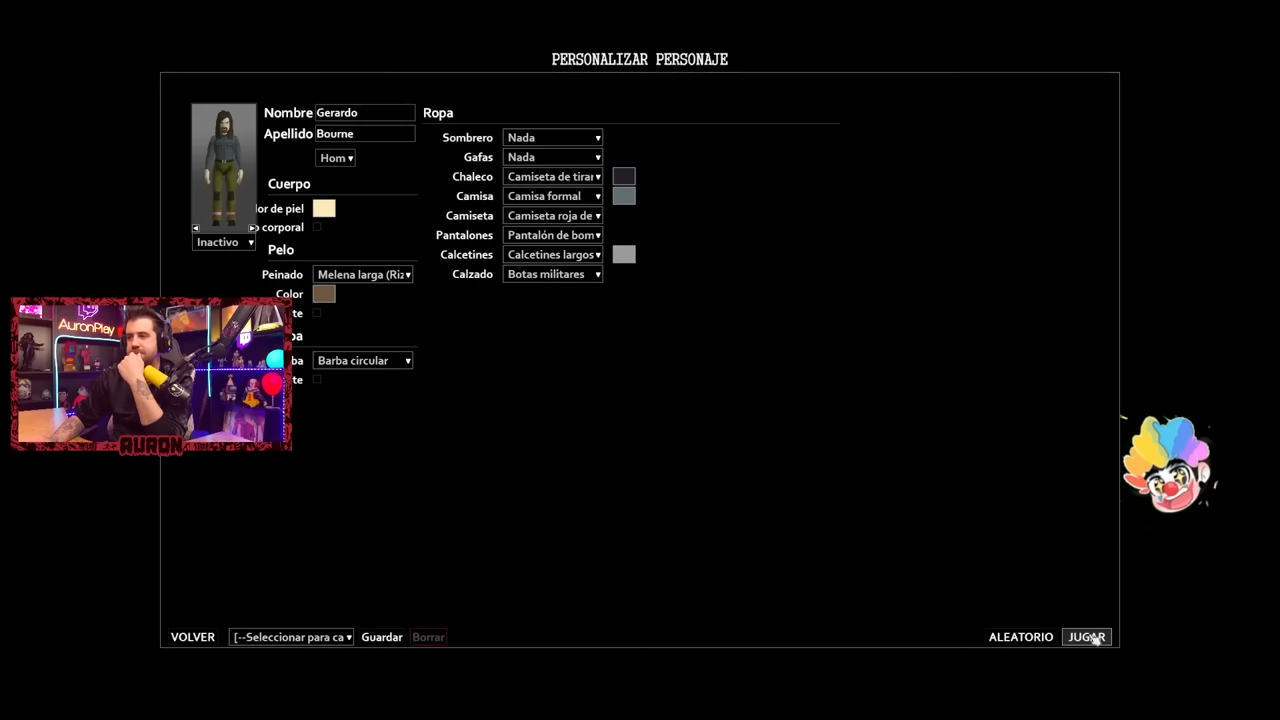 PERSONALIZAR PERSONAJE
Nombre Gerardo
Apellido Bourne
Hom
Cuerpo
lor de piel
o corporal
Pelo
Peinado Melena larga (Riz
Color
te
ba
ba Barba circular
te
Inactivo
Ropa
Sombrero Nada
Gafas Nada
Chaleco Camiseta de tirar
Camisa Camisa formal
Camiseta Camiseta roja de
Pantalones Pantalón de bom
Calcetines Calcetines largos
Calzado Botas militares
AuronPlay
AURON
VOLVER [--Seleccionar para ca Guardar Borrar ALEATORIO JUGAR